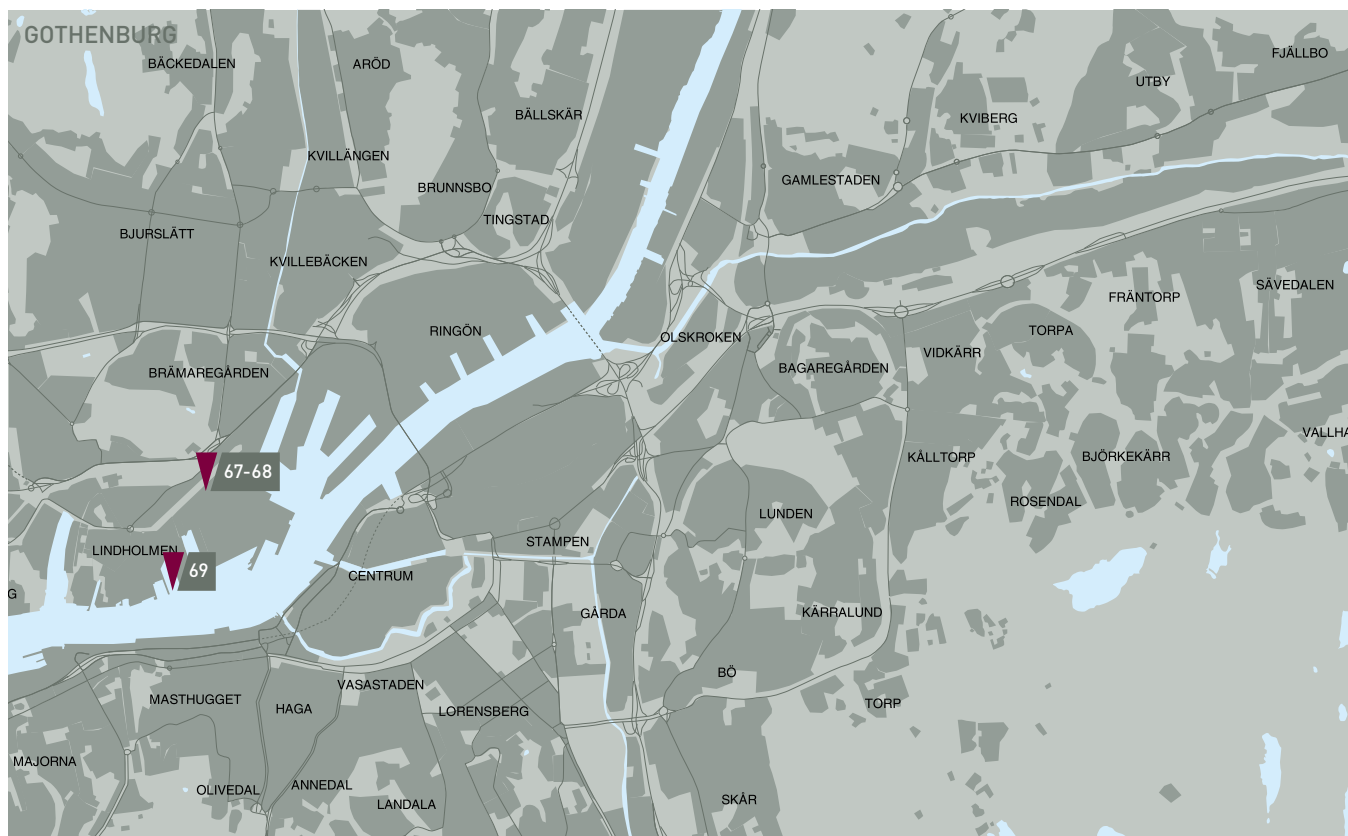 GOTHENBURG
FJÄLLBO
BÄCKEDALEN
ARÖD
UTBY
BÄLLSKÄR
KVIBERG
KVILLÄNGEN
GAMLESTADEN
BRUNNSBO
TINGSTAD
BJURSLÄTT
KVILLEBÄCKEN
SÄVEDALEN
FRÄNTORP
RINGÖN
TORPA
OLSKROKEN
VIDKÄRR
BRÄMAREGÅRDEN
BAGAREGÅRDEN
VALLHA
KÅLLTORP
BJÖRKEKÄRR
67-68
ROSENDAL
LUNDEN
STAMPEN
LINDHOLMEN
69
CENTRUM
G
GÅRDA
KÄRRALUND
BÖ
VASASTADEN
MASTHUGGET
TORP
HAGA
LORENSBERG
MAJORNA
ANNEDAL
OLIVEDAL
SKÅR
LANDALA